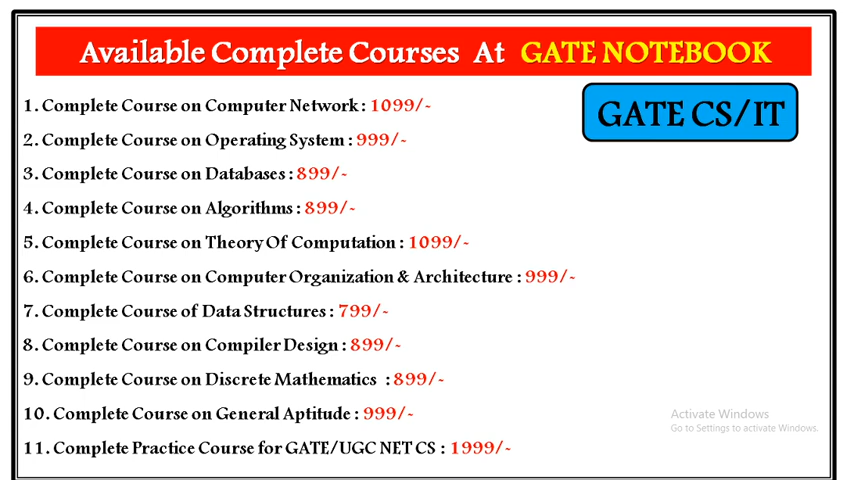 Available Complete Courses At GATE NOTEBOOK
GATE CS/IT
1. Complete Course on Computer Network : 1099/-
2. Complete Course on Operating System : 999/-
3. Complete Course on Databases : 899/-
4. Complete Course on Algorithms : 899/-
5. Complete Course on Theory Of Computation : 1099/-
6. Complete Course on Computer Organization & Architecture : 999/-
7. Complete Course of Data Structures : 799/-
8. Complete Course on Compiler Design : 899/-
9. Complete Course on Discrete Mathematics : 899/-
10. Complete Course on General Aptitude : 999/-
11. Complete Practice Course for GATE/UGC NET CS : 1999/-
Activate Windows
Go to Settings to activate Windows.